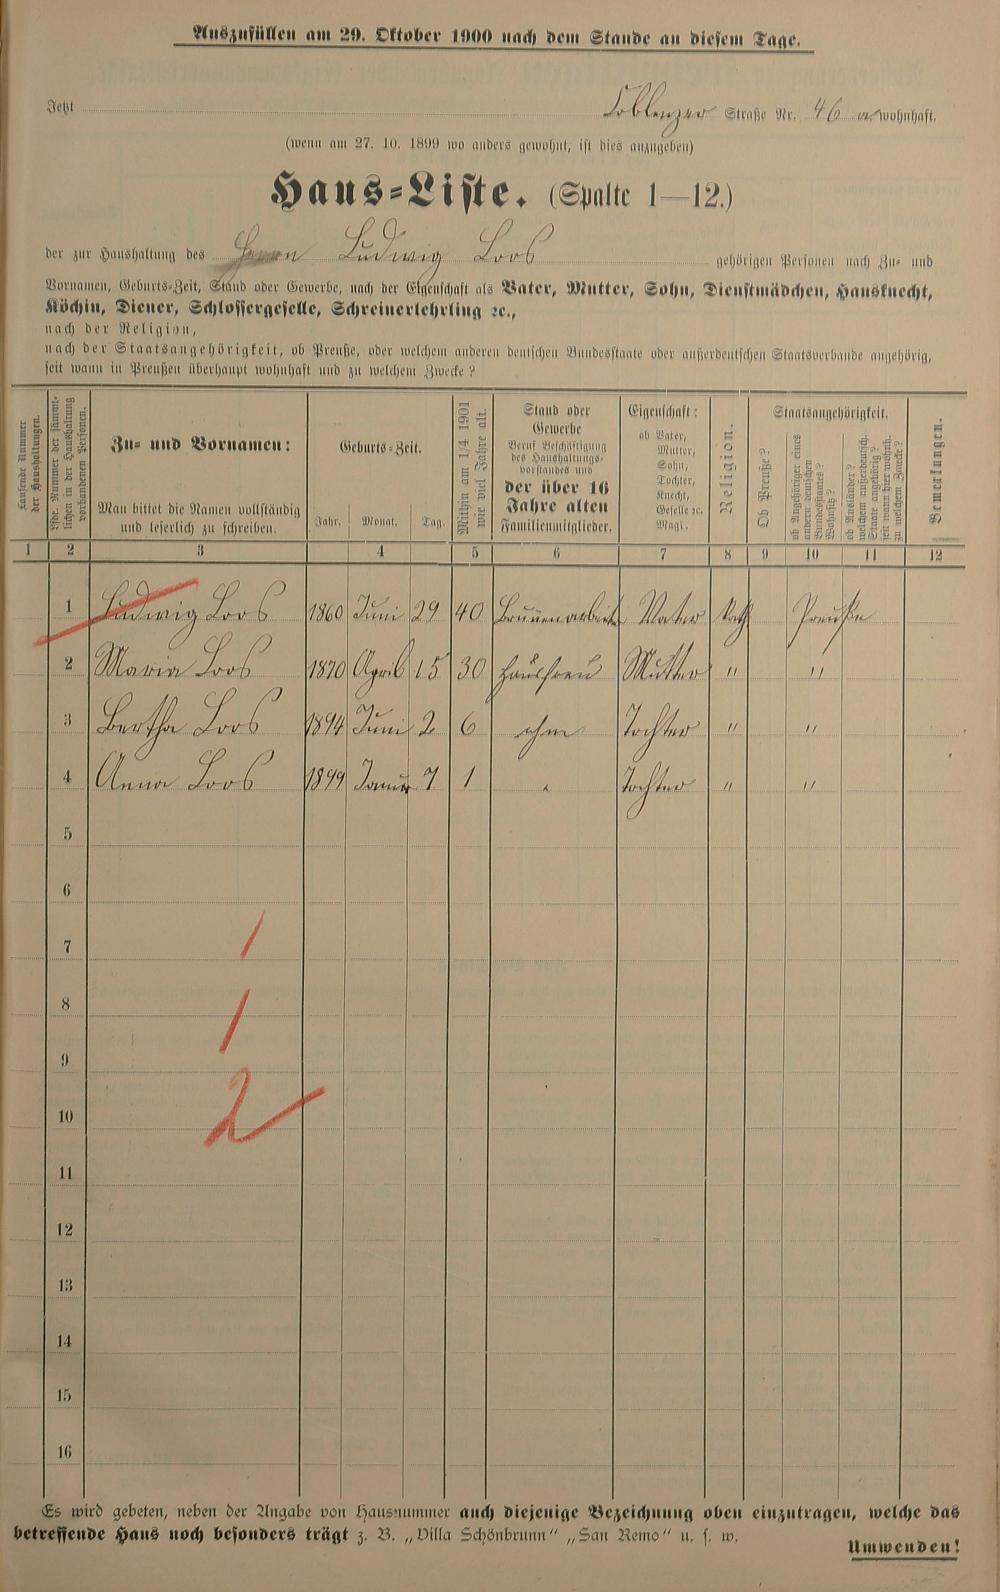 Auszufüllen am 29. Oktober 1900 nach dem Stande an diesem Tage.
Jetzt Coblenzer Straße Nr. 46 a. wohnhaft.
(wenn am 27. 10. 1899 wo anders gewohnt, ist dies anzugeben)
Haus=Liste. (Spalte 1—12.)
der zur Haushaltung des Herrn Ludwig Loos gehörigen Personen nach Zu= und
Vornamen, Geburts=Zeit, Stand oder Gewerbe, nach der Eigenschaft als Vater, Mutter, Sohn, Dienstmädchen, Hausknecht,
Köchin, Diener, Schlossergeselle, Schreinerlehrling ꝛc.,
nach der Religion,
nach der Staatsangehörigkeit, ob Preuße, oder welchem anderen deutschen Bundesstaate oder außerdeutschen Staatsverbande angehörig,
seit wann in Preußen überhaupt wohnhaft und zu welchem Zwecke?
Laufende Nummer
der Haushaltungen.
Lfde. Nummer der sämmt=
lichen in der Haushaltung
vorhandenen Personen.
Zu= und Vornamen:
Man bittet die Namen vollständig
und leserlich zu schreiben.
Geburts=Zeit.
Jahr. Monat. Tag.
Mithin am 1/4 1901
wie viel Jahre alt.
Stand oder
Gewerbe
Beruf Beschäftigung
des Haushaltungs=
vorstandes und
der über 16
Jahre alten
Familienmitglieder.
Eigenschaft:
ob Vater,
Mutter,
Sohn,
Tochter,
Knecht,
Geselle ꝛc.
Magd.
Religion.
Staatsangehörigkeit.
Ob Preuße?
ob Angehöriger eines
andern deutschen
Bundesstaates?
Wohnsitz?
ob Ausländer?
welchem außerdeutsch.
Staate angehörig?
seit wann hier wohnh.
zu welchem Zwecke?
Bemerkungen.
1 2 3 4 5 6 7 8 9 10 11 12
1 Ludwig Loos 1860 Juni 29 40 Brunnenarbeiter Vater Kath. Preuße
2 Maria Loos 1870 April 15 30 Hausfrau Mutter " "
3 Bertha Loos 1894 Juni 2 6 ohne Tochter " "
4 Anna Loos 1899 Januar 7 1 Tochter " "
5
6
7 1
8 1
9
10 2
11
12
13
14
15
16
Es wird gebeten, neben der Angabe von Hausnummer auch diejenige Bezeichnung oben einzutragen, welche das
betreffende Haus noch besonders trägt z. B. „Villa Schönbrunn“ „San Remo“ u. s. w.
Umwenden!